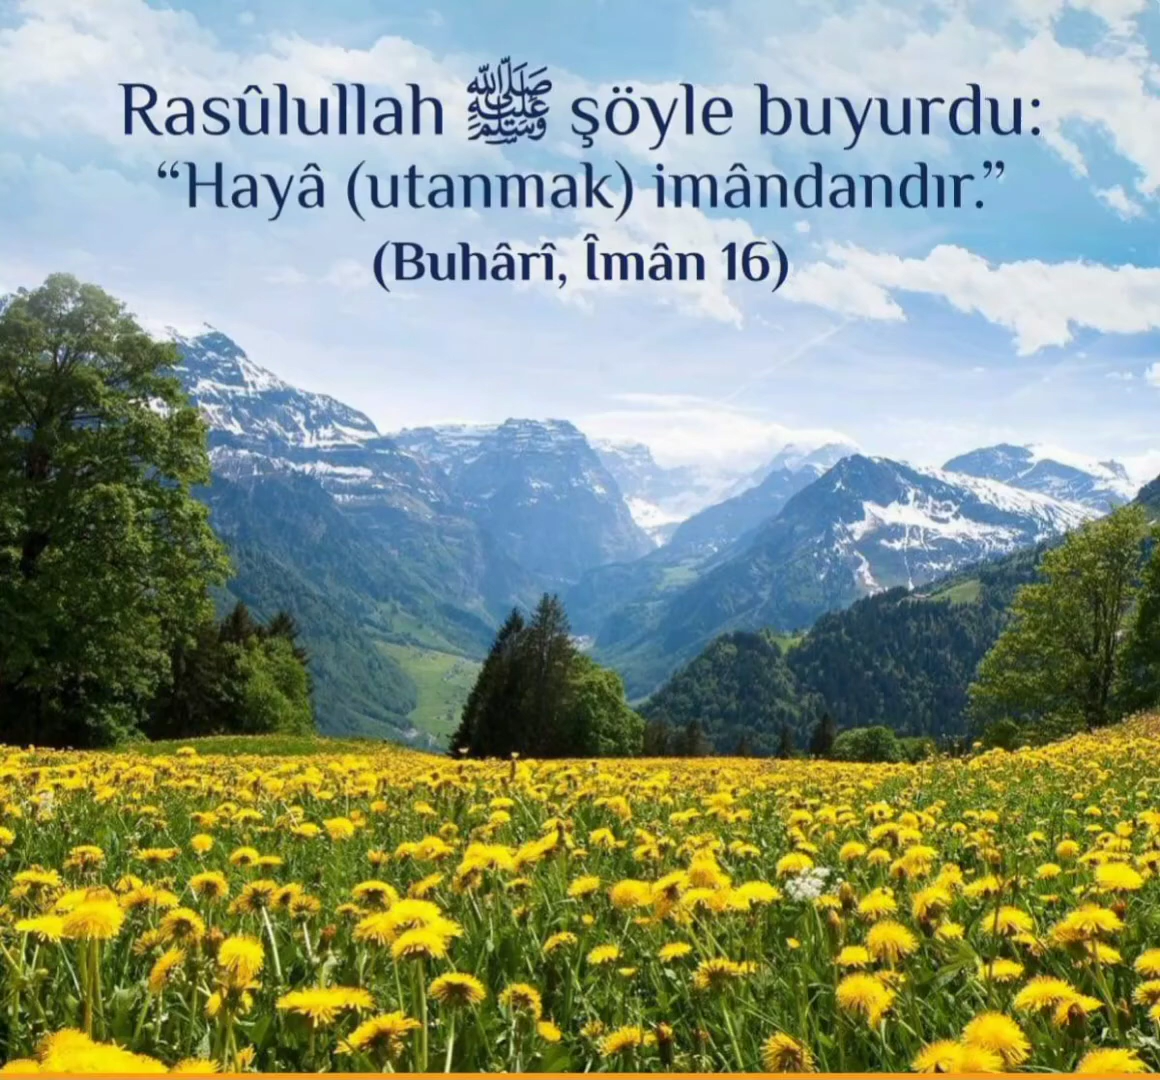 Rasûlullah ﷺ şöyle buyurdu:
“Hayâ (utanmak) imândandır.”
(Buhârî, Îmân 16)